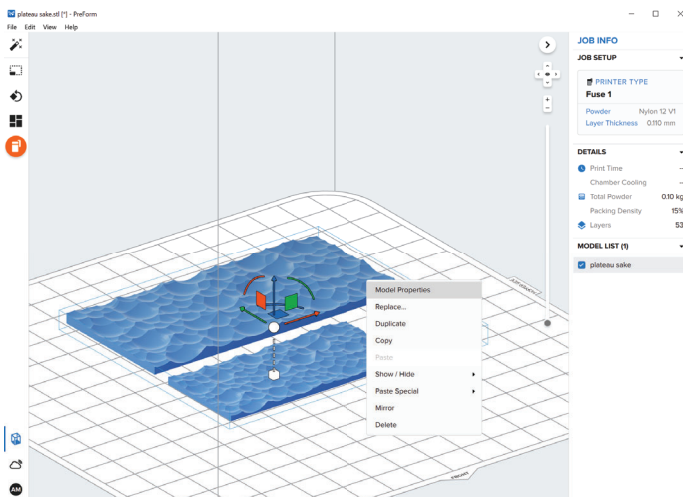 plateau sake.stl [*] - PreForm
File Edit View Help
JOB INFO
JOB SETUP
PRINTER TYPE
Fuse 1
Powder Nylon 12 V1
Layer Thickness 0.110 mm
DETAILS
Print Time --
Chamber Cooling --
Total Powder 0.10 kg
Packing Density 15%
Layers 53
MODEL LIST (1)
plateau sake
Model Properties
Replace...
Duplicate
Copy
Paste
Show / Hide
Paste Special
Mirror
Delete
FRONT
AM